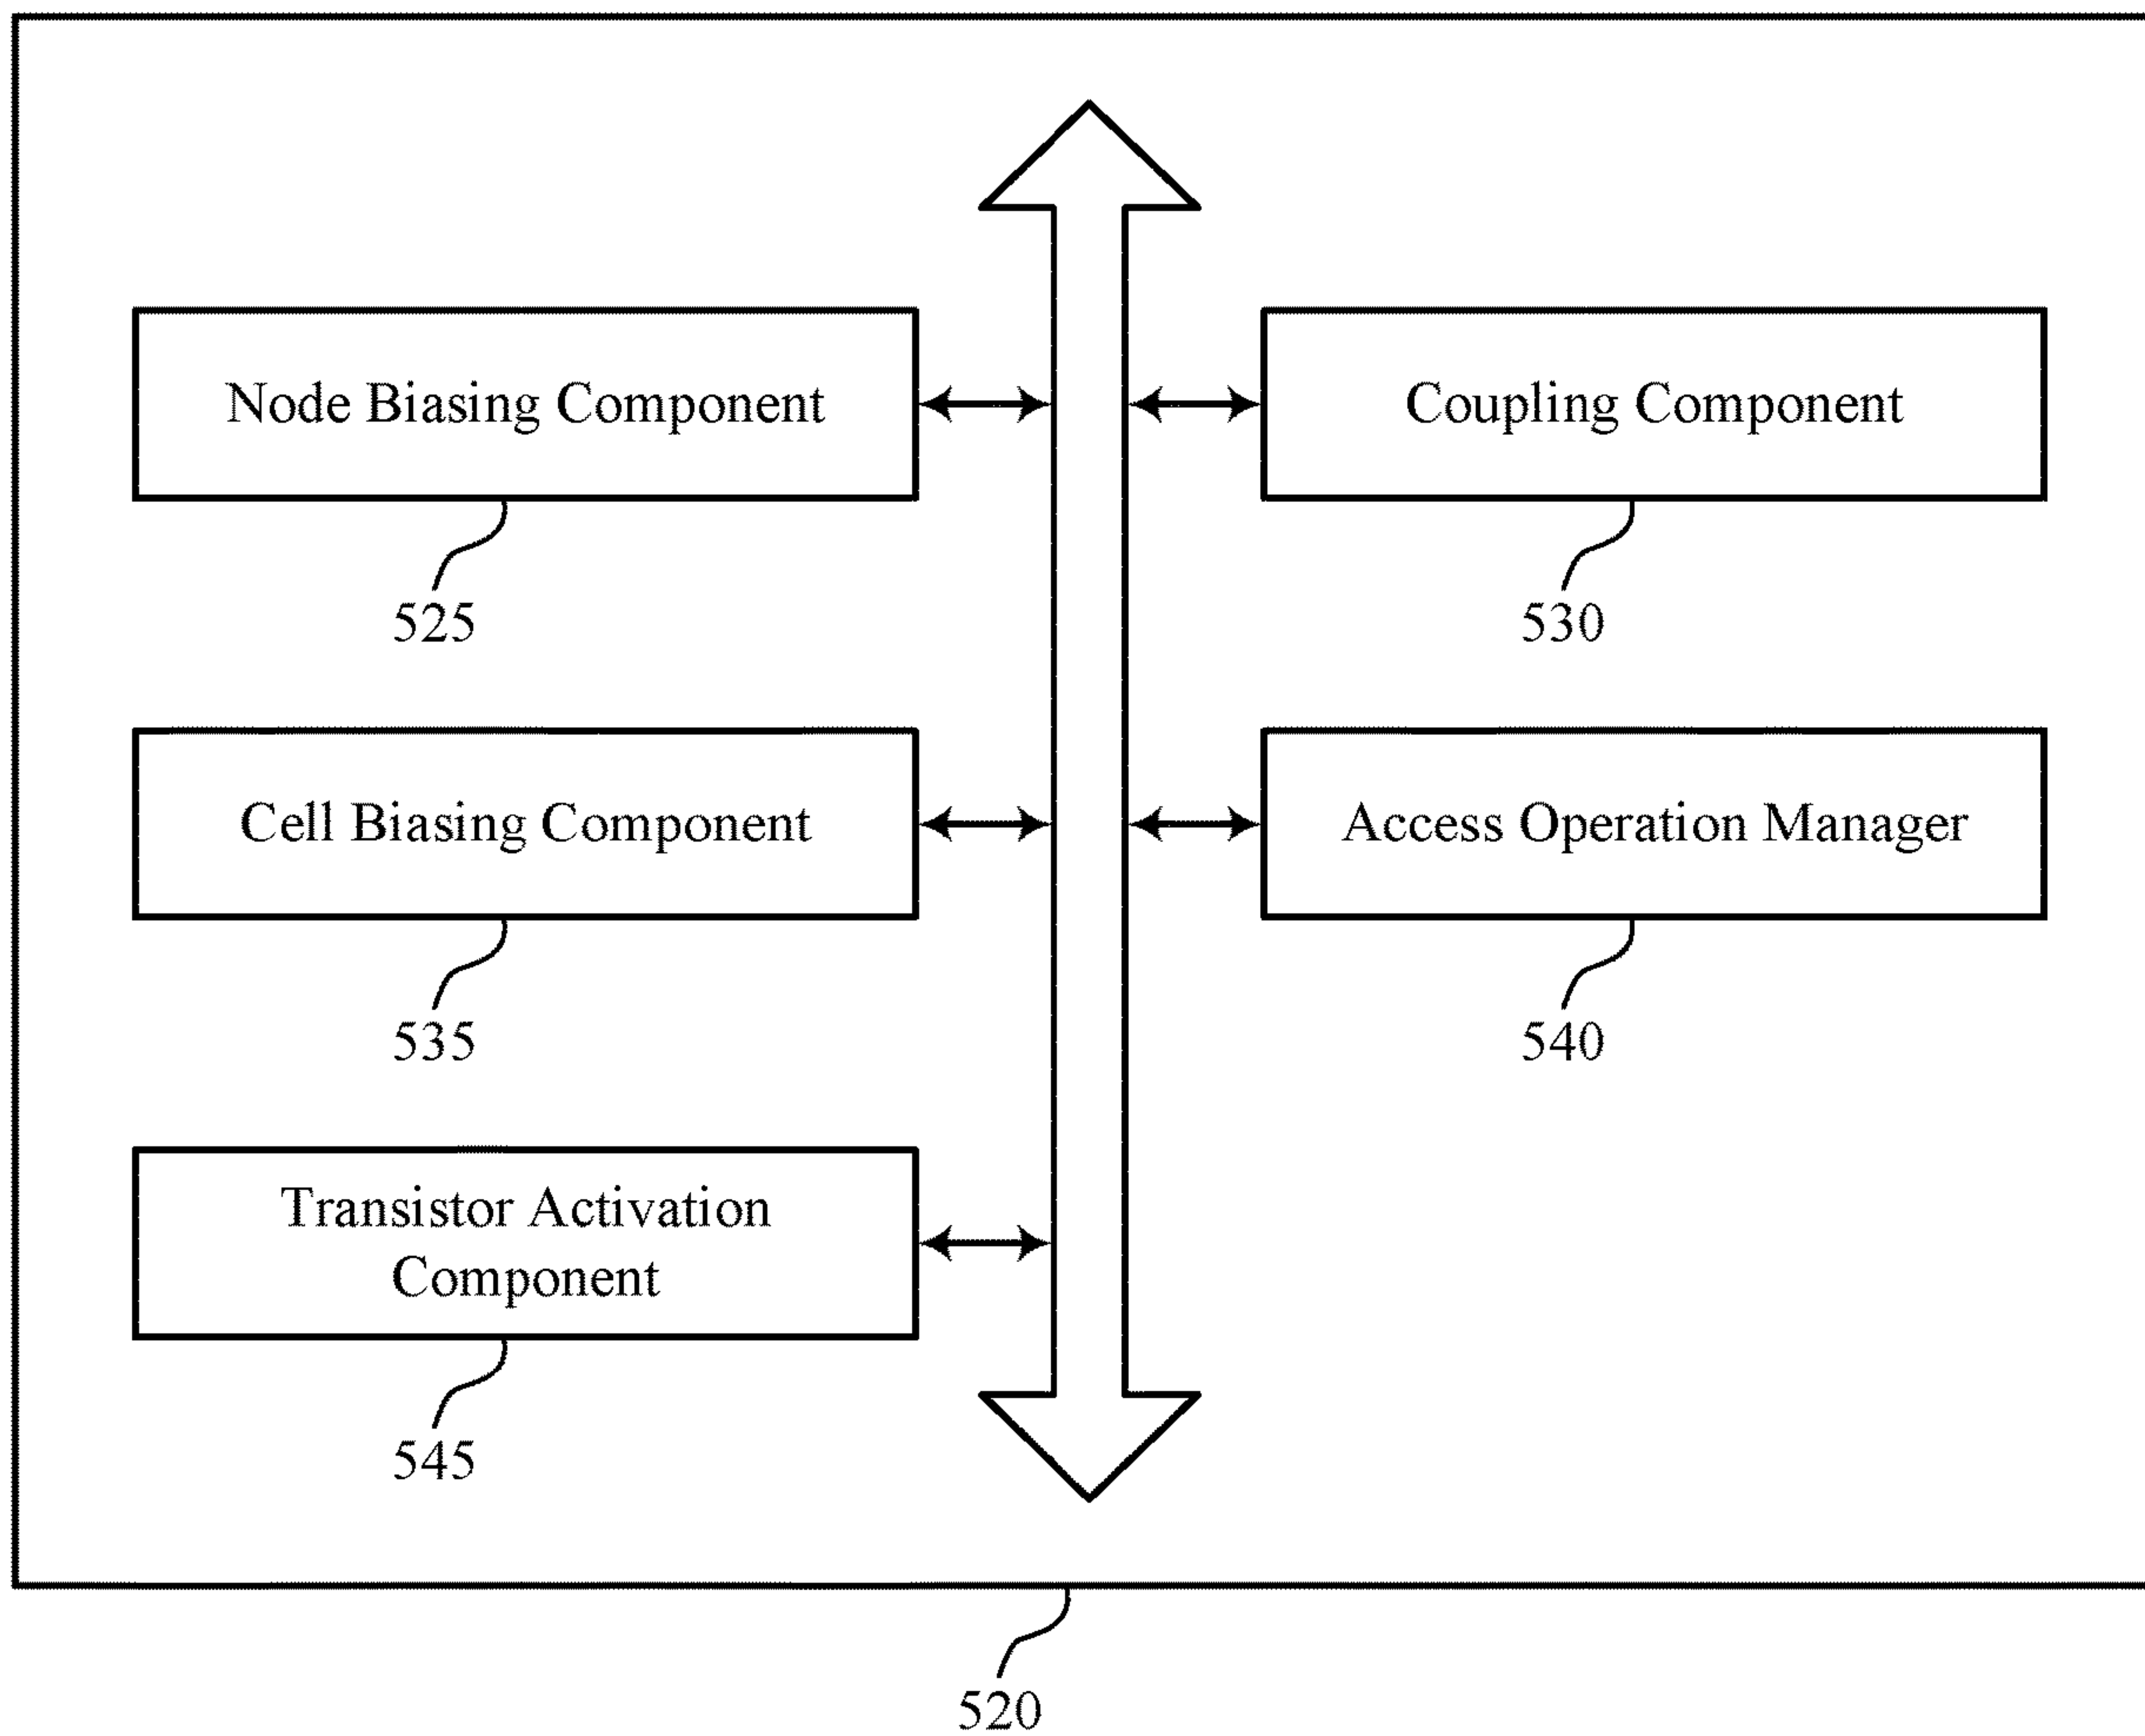 Node Biasing Component
Coupling Component
525
530
Cell Biasing Component
Access Operation Manager
535
540
Transistor Activation
Component
545
520